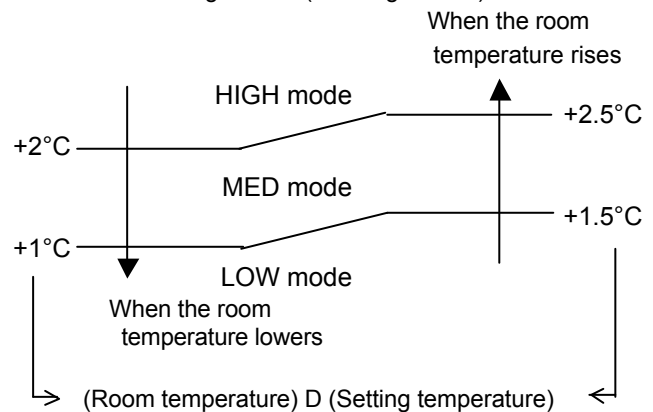 When the room
temperature rises
HIGH mode
+2.5°C
+2°C
MED mode
+1.5°C
+1°C
LOW mode
When the room
temperature lowers
(Room temperature) D (Setting temperature)